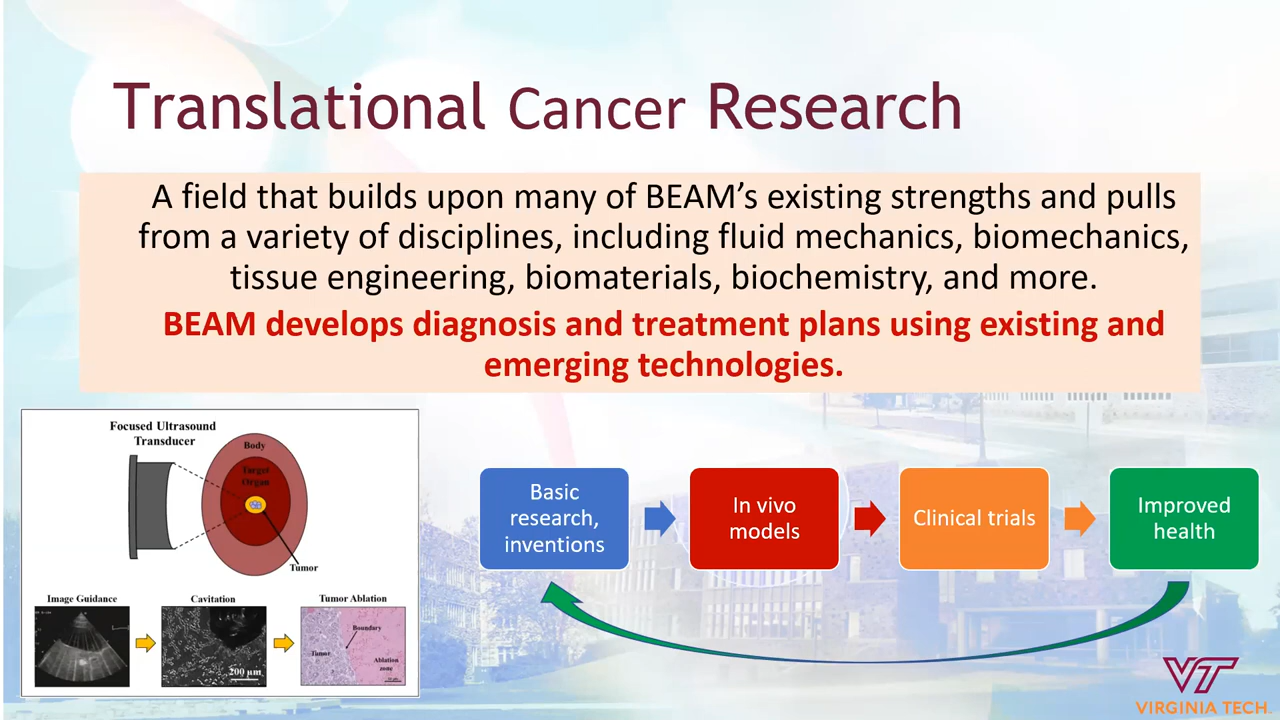 Translational Cancer Research
A field that builds upon many of BEAM’s existing strengths and pulls
from a variety of disciplines, including fluid mechanics, biomechanics,
tissue engineering, biomaterials, biochemistry, and more.
BEAM develops diagnosis and treatment plans using existing and
emerging technologies.
Focused Ultrasound
Transducer
Body
Target
Organ
Tumor
Image Guidance
Cavitation
Tumor Ablation
200 µm
Boundary
Tumor
Ablation
zone
Basic
research,
inventions
In vivo
models
Clinical trials
Improved
health
VT
VIRGINIA TECH.